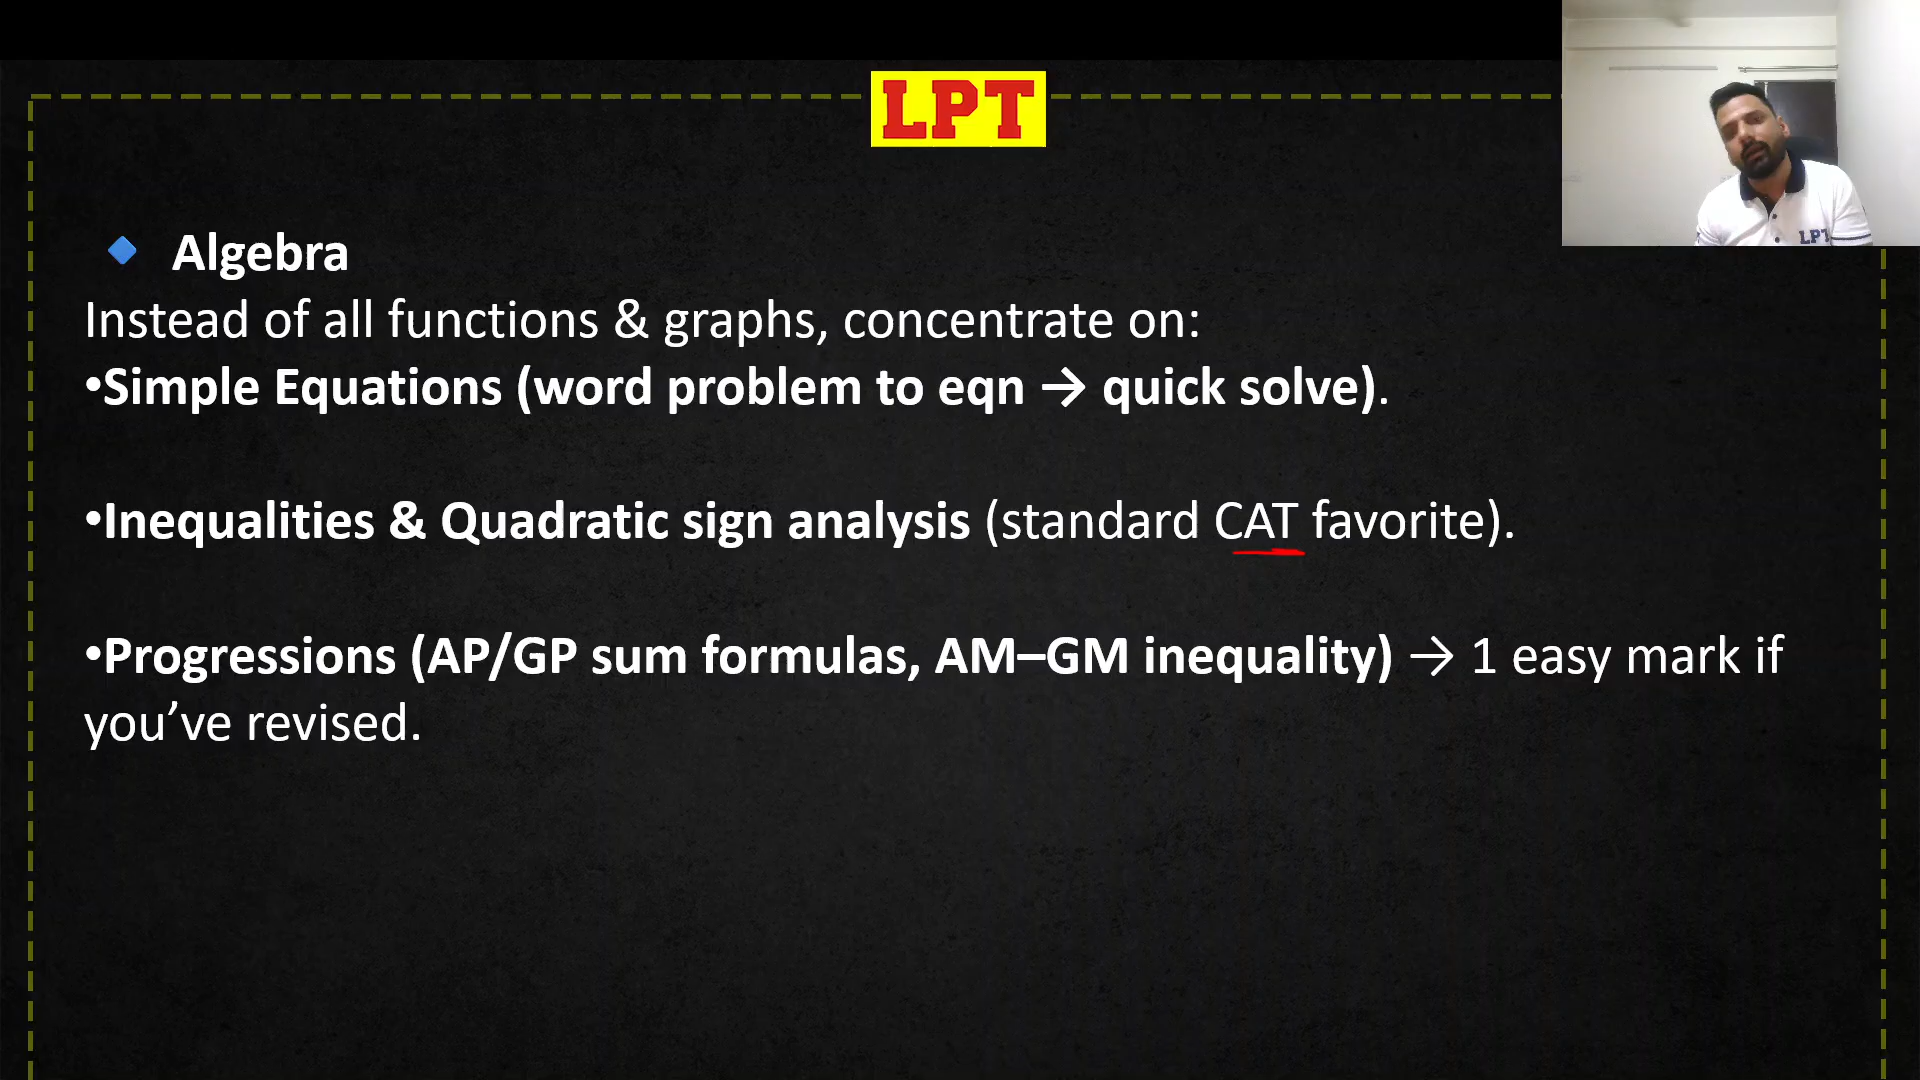 LPT
LPT
Algebra
Instead of all functions & graphs, concentrate on:
•Simple Equations (word problem to eqn → quick solve).
•Inequalities & Quadratic sign analysis (standard CAT favorite).
•Progressions (AP/GP sum formulas, AM–GM inequality) → 1 easy mark if
you’ve revised.